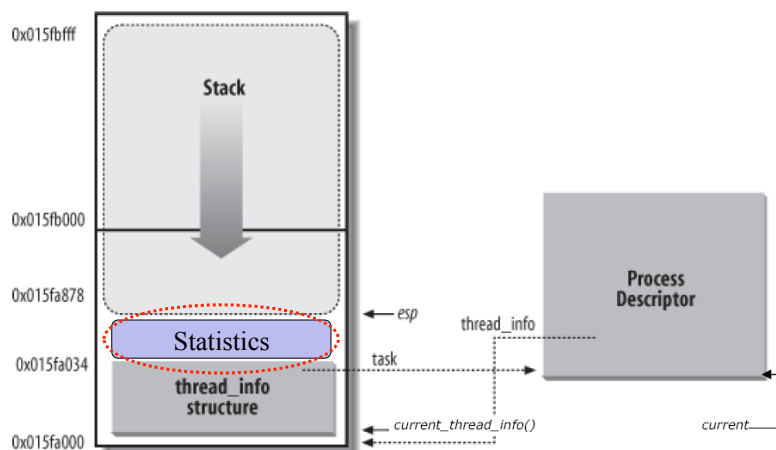 0x015fbfff
Stack
0x015fb000
0x015fa878
esp
Process
Descriptor
thread_info
Statistics
0x015fa034
task
thread_info
structure
current_thread_info()
current
0x015fa000